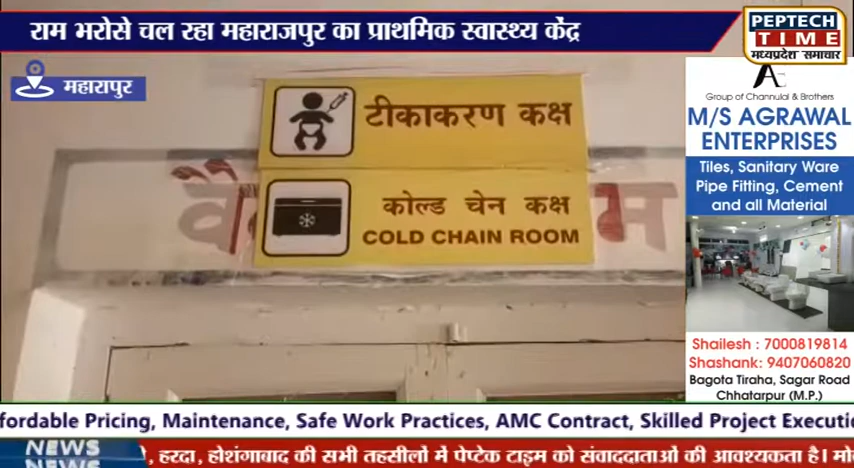 राम भरोसे चल रहा महाराजपुर का प्राथमिक स्वास्थ्य केंद्र
PEPTECH
TIME
मध्यप्रदेश समाचार
महारापुर
टीकाकरण कक्ष
कोल्ड चेन कक्ष
COLD CHAIN ROOM
Group of Channulal & Brothers
M/S AGRAWAL
ENTERPRISES
Tiles, Sanitary Ware
Pipe Fitting, Cement
and all Material
Shailesh : 7000819814
Shashank: 9407060820
Bagota Tiraha, Sagar Road
Chhatarpur (M.P.)
fordable Pricing, Maintenance, Safe Work Practices, AMC Contract, Skilled Project Executi
NEWS
NEWS
, हरदा, होशंगाबाद की सभी तहसीलों में पेप्टेक टाइम को संवाददाताओं की आवश्यकता है। मो